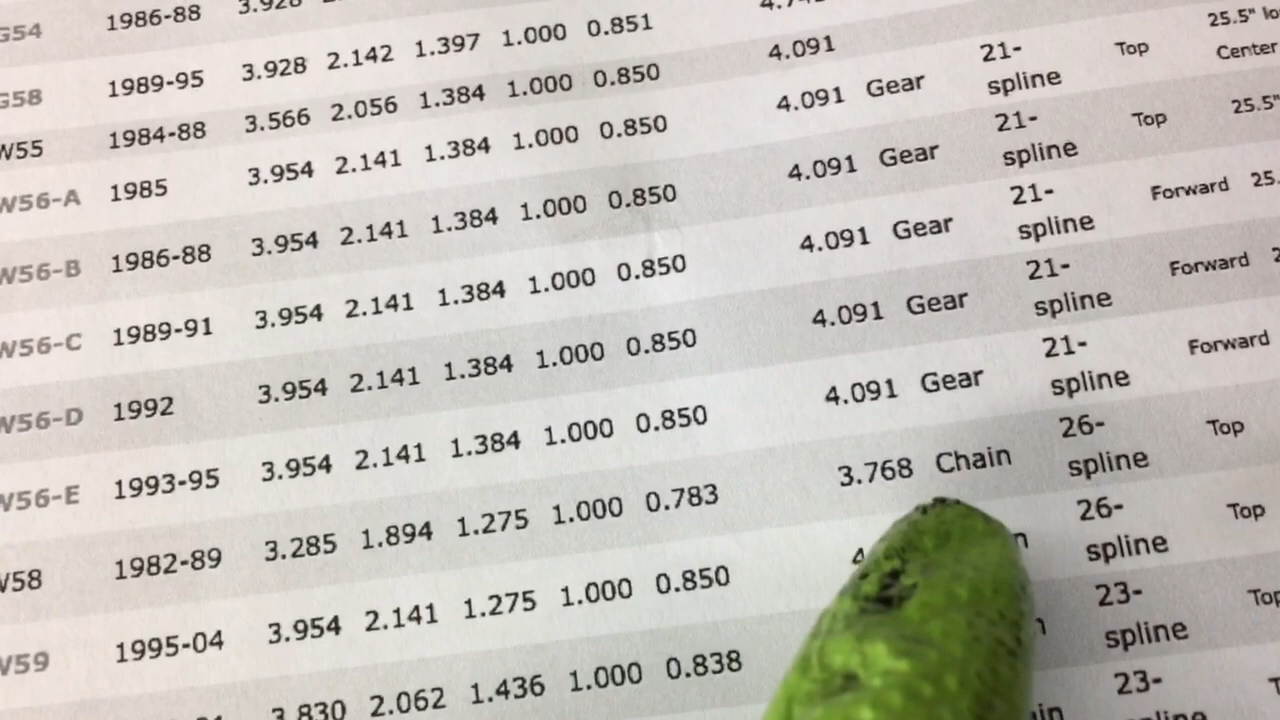 G54 1986-88 3.928
G58 1989-95 3.928 2.142 1.397 1.000 0.851
W55 1984-88 3.566 2.056 1.384 1.000 0.850 4.091
W56-A 1985 3.954 2.141 1.384 1.000 0.850 4.091 Gear 21-spline Top 25.5" Center
W56-B 1986-88 3.954 2.141 1.384 1.000 0.850 4.091 Gear 21-spline Top 25.5"
W56-C 1989-91 3.954 2.141 1.384 1.000 0.850 4.091 Gear 21-spline Forward 25.
W56-D 1992 3.954 2.141 1.384 1.000 0.850 4.091 Gear 21-spline Forward
W56-E 1993-95 3.954 2.141 1.384 1.000 0.850 4.091 Gear 21-spline Forward
W58 1982-89 3.285 1.894 1.275 1.000 0.783 3.768 Chain 26-spline Top
W59 1995-04 3.954 2.141 1.275 1.000 0.850 26-spline Top
3.830 2.062 1.436 1.000 0.838 23-spline Top
23-